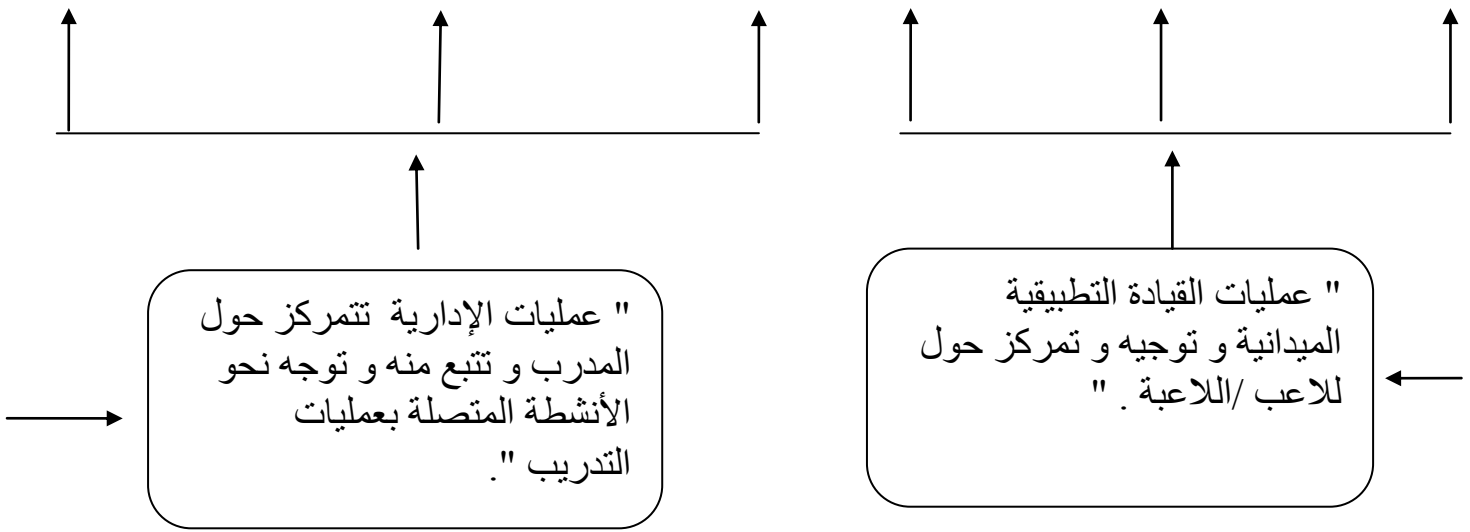 " عمليات القيادة التطبيقية
الميدانية و توجيه و تمركز حول
للاعب /اللاعبة . "
" عمليات الإدارية تتمركز حول
المدرب و تتبع منه و توجه نحو
الأنشطة المتصلة بعمليات
التدريب ".